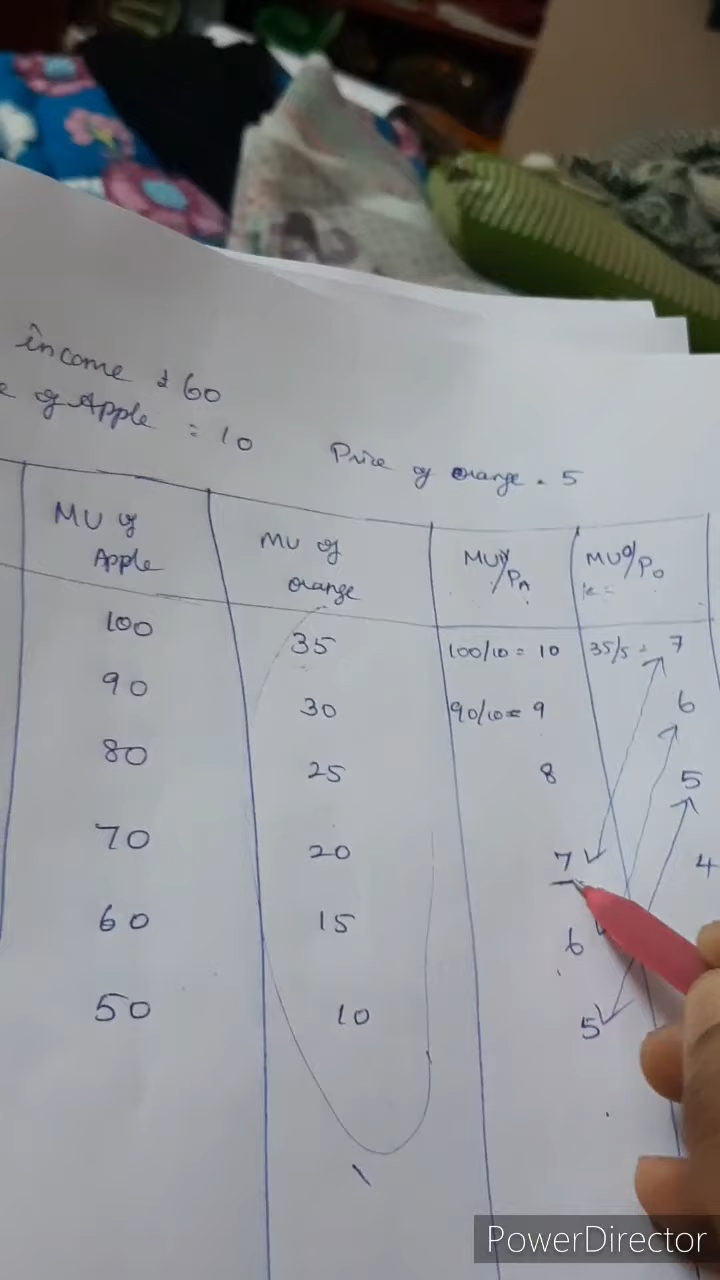 income ₹ 60
e of Apple = 10 Price of orange = 5
MU of Apple MU of orange MUx/PA MUo/Po
100 35 100/10 = 10 35/5 = 7
90 30 90/10 = 9 6
80 25 8 5
70 20 7 4
60 15 6
50 10 5
PowerDirector